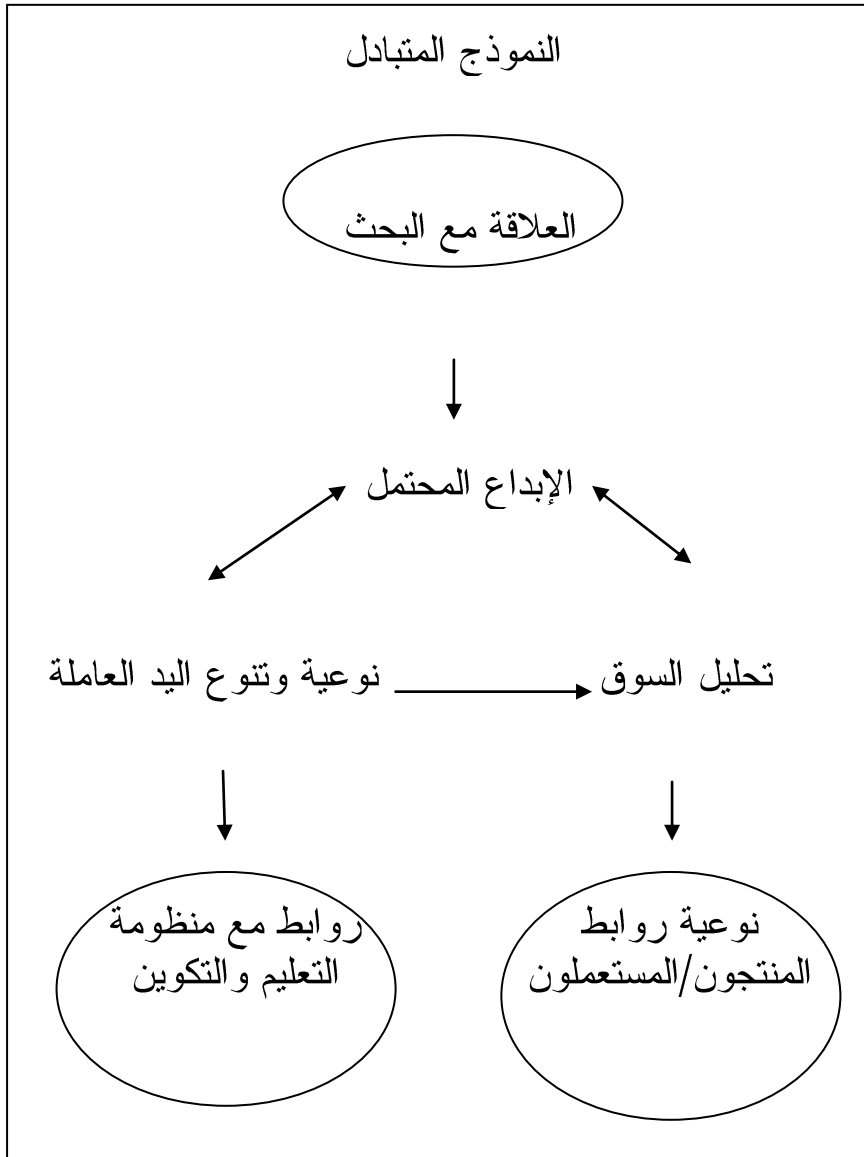 النموذج المتبادل
العلاقة مع البحث
الإبداع المحتمل
تحليل السوق
نوعية وتنوع اليد العاملة
نوعية روابط
المنتجون/المستعملون
روابط مع منظومة
التعليم والتكوين